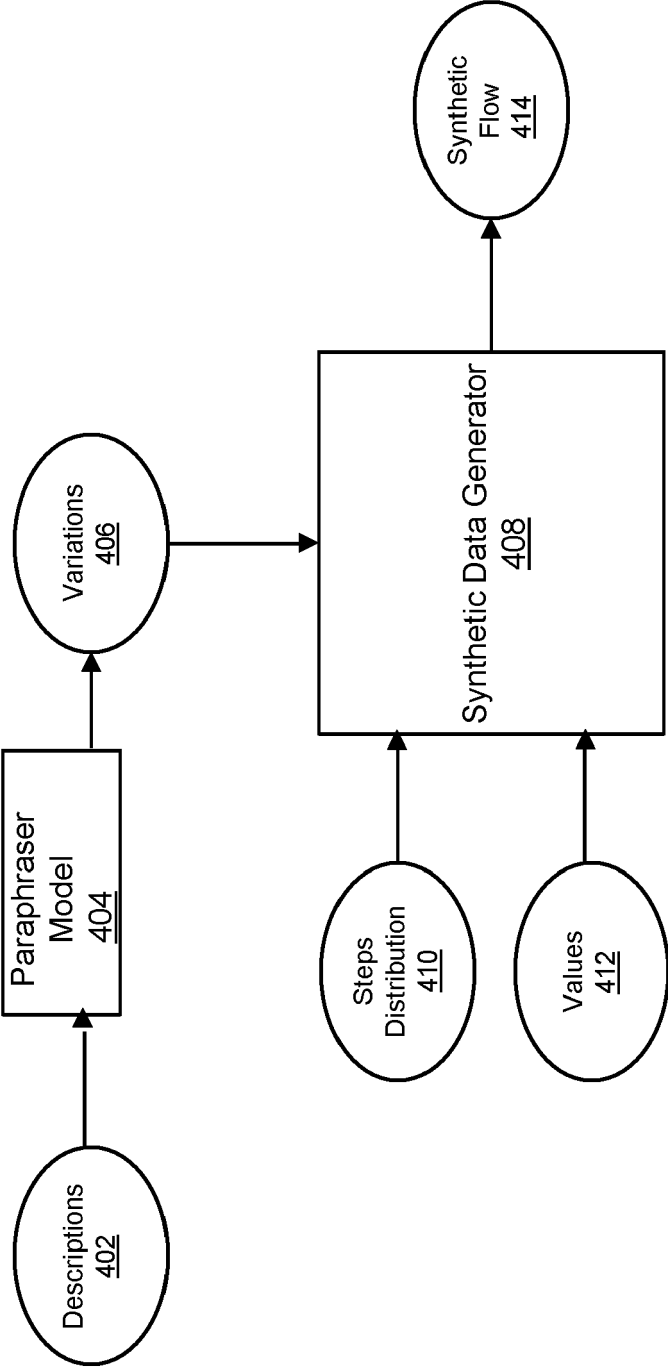 Descriptions
402
Paraphraser
Model
404
Variations
406
Steps
Distribution
410
Values
412
Synthetic Data Generator
408
Synthetic
Flow
414